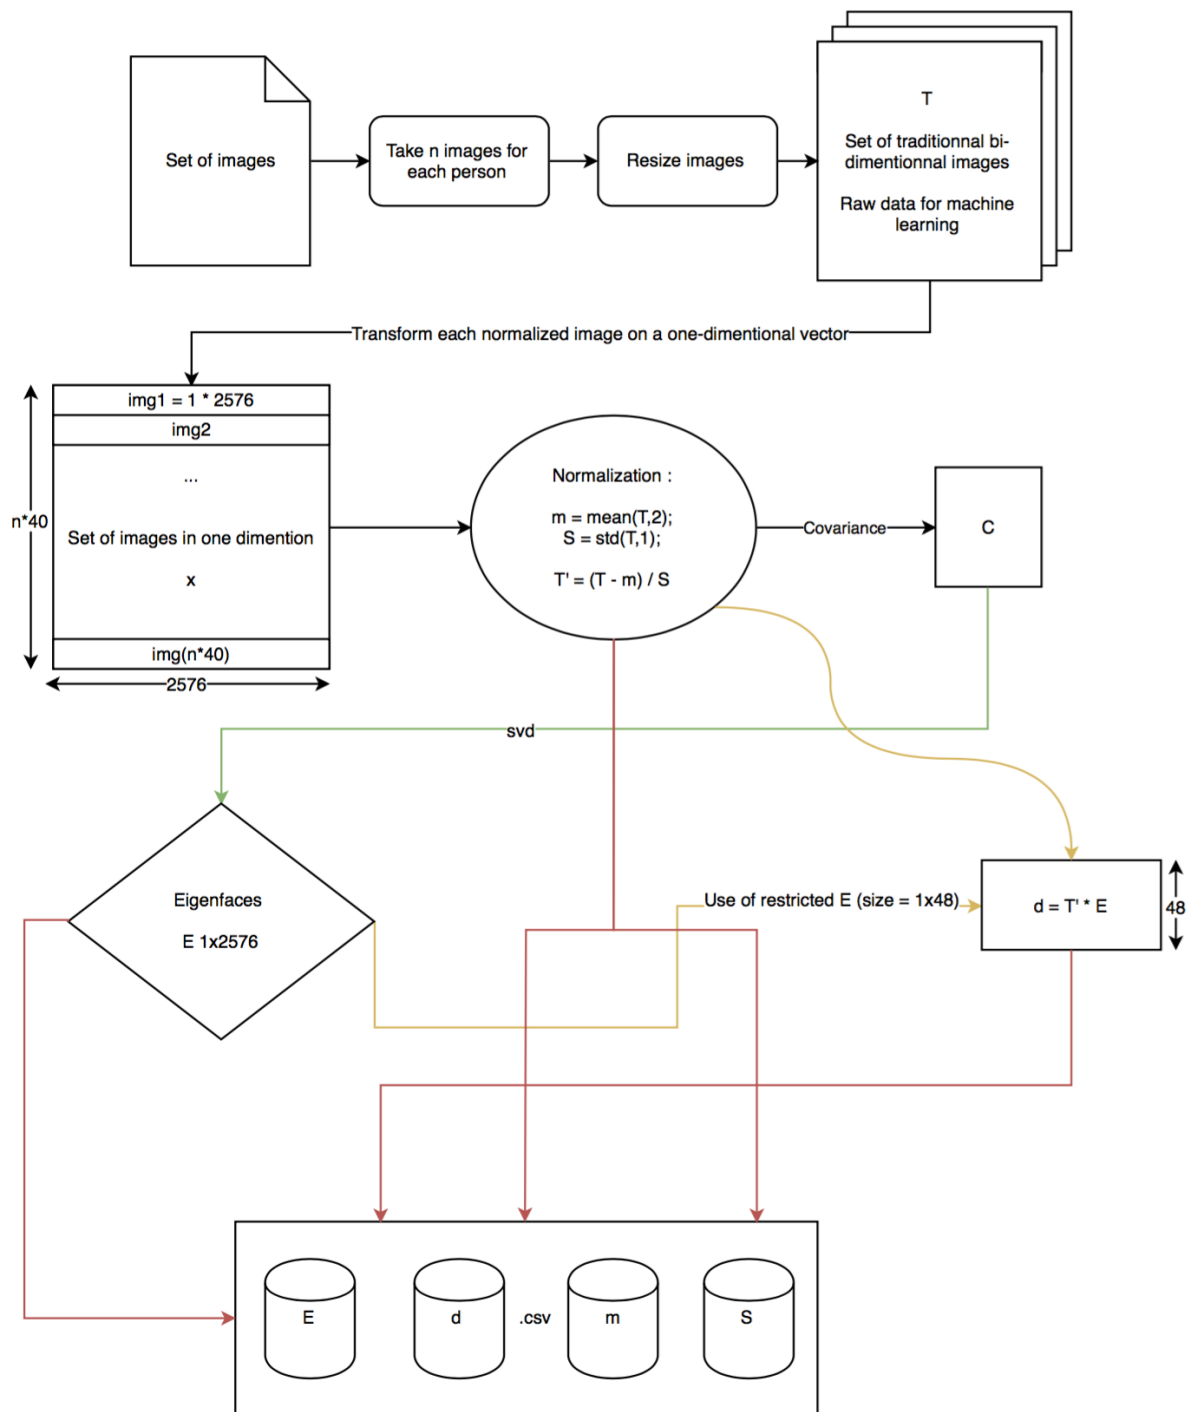 Set of images
Take n images for
each person
Resize images
T
Set of traditionnal bi-
dimentionnal images
Raw data for machine
learning
Transform each normalized image on a one-dimentional vector
img1 = 1 * 2576
img2
...
n*40
Set of images in one dimention
x
img(n*40)
2576
Normalization :
m = mean(T,2);
S = std(T,1);
T' = (T - m) / S
Covariance
C
svd
Eigenfaces
E 1x2576
Use of restricted E (size = 1x48)
d = T' * E
48
E
d
.csv
m
S